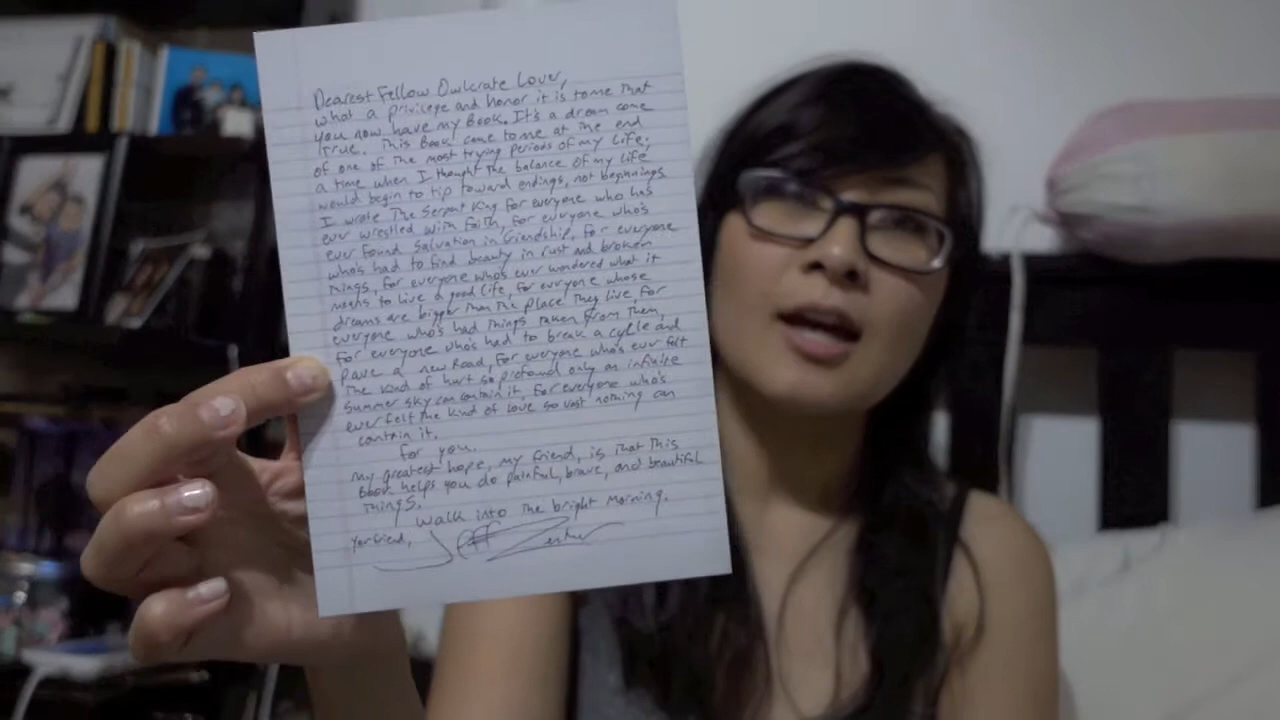 Dearest Fellow Owlcrate Lover,
what a privilege and honor it is to me that
you now have my Book. It's a dream come
true. This Book came to me at the end
of one of the most trying periods of my life;
a time when I thought the balance of my life
would begin to tip toward endings, not beginnings
I wrote The Serpent King for everyone who has
ever wrestled with faith, for everyone who's
ever found Salvation in friendship, for everyone
who's had to find beauty in rust and broken
things, for everyone who's ever wondered what it
means to live a good life, for everyone whose
dreams are bigger than the place they live, for
everyone who's had things taken from them,
for everyone who's had to break a cycle and
pave a new Road, for everyone who's ever felt
the kind of hurt so profound only an infinite
summer sky can contain it, for everyone who's
ever felt the kind of love so vast nothing can
contain it.
for you.
My greatest hope, my friend, is that this
Book helps you do painful, brave, and beautiful
things.
Walk into the bright morning.
Your friend, Jeff Zentner